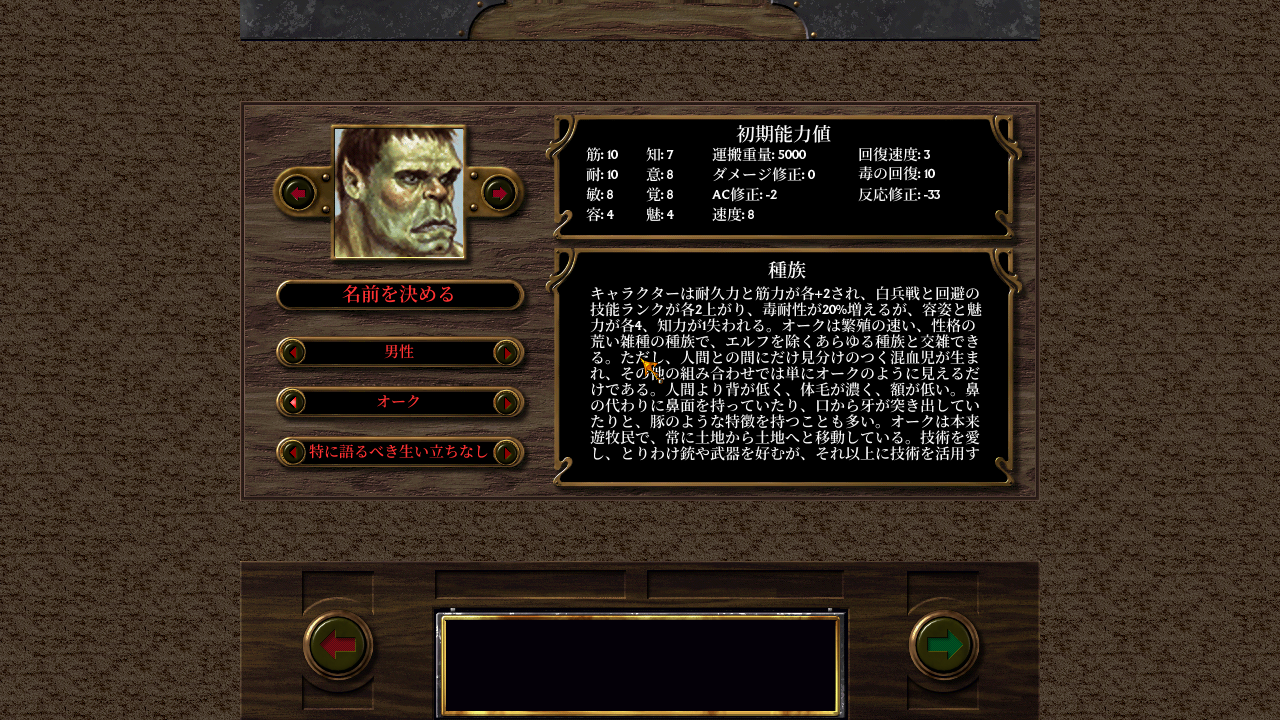 名前を決める
男性
オーク
特に語るべき生い立ちなし
初期能力値
筋: 10 知: 7 運搬重量: 5000 回復速度: 3
耐: 10 意: 8 ダメージ修正: 0 毒の回復: 10
敏: 8 覚: 8 AC修正: -2 反応修正: -33
容: 4 魅: 4 速度: 8
種族
キャラクターは耐久力と筋力が各+2され、白兵戦と回避の
技能ランクが各2上がり、毒耐性が20%増えるが、容姿と魅
力が各4、知力が1失われる。オークは繁殖の速い、性格の
荒い雑種の種族で、エルフを除くあらゆる種族と交雑でき
る。ただし、人間との間にだけ見分けのつく混血児が生ま
れ、その他の組み合わせでは単にオークのように見えるだ
けである。人間より背が低く、体毛が濃く、額が低い。鼻
の代わりに鼻面を持っていたり、口から牙が突き出してい
たりと、豚のような特徴を持つことも多い。オークは本来
遊牧民で、常に土地から土地へと移動している。技術を愛
し、とりわけ銃や武器を好むが、それ以上に技術を活用す